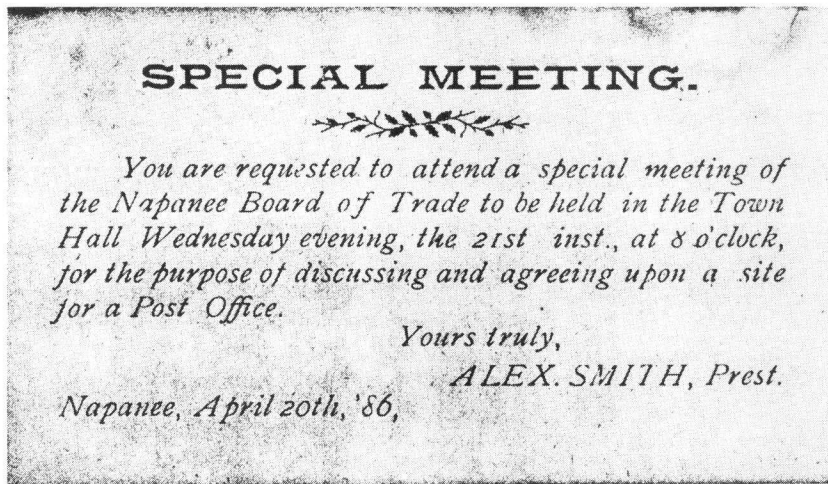 SPECIAL MEETING.
You are requested to attend a special meeting of
the Napanee Board of Trade to be held in the Town
Hall Wednesday evening, the 21st inst., at 8 o'clock,
for the purpose of discussing and agreeing upon a site
for a Post Office.
Yours truly,
ALEX. SMITH, Prest.
Napanee, April 20th, '86,